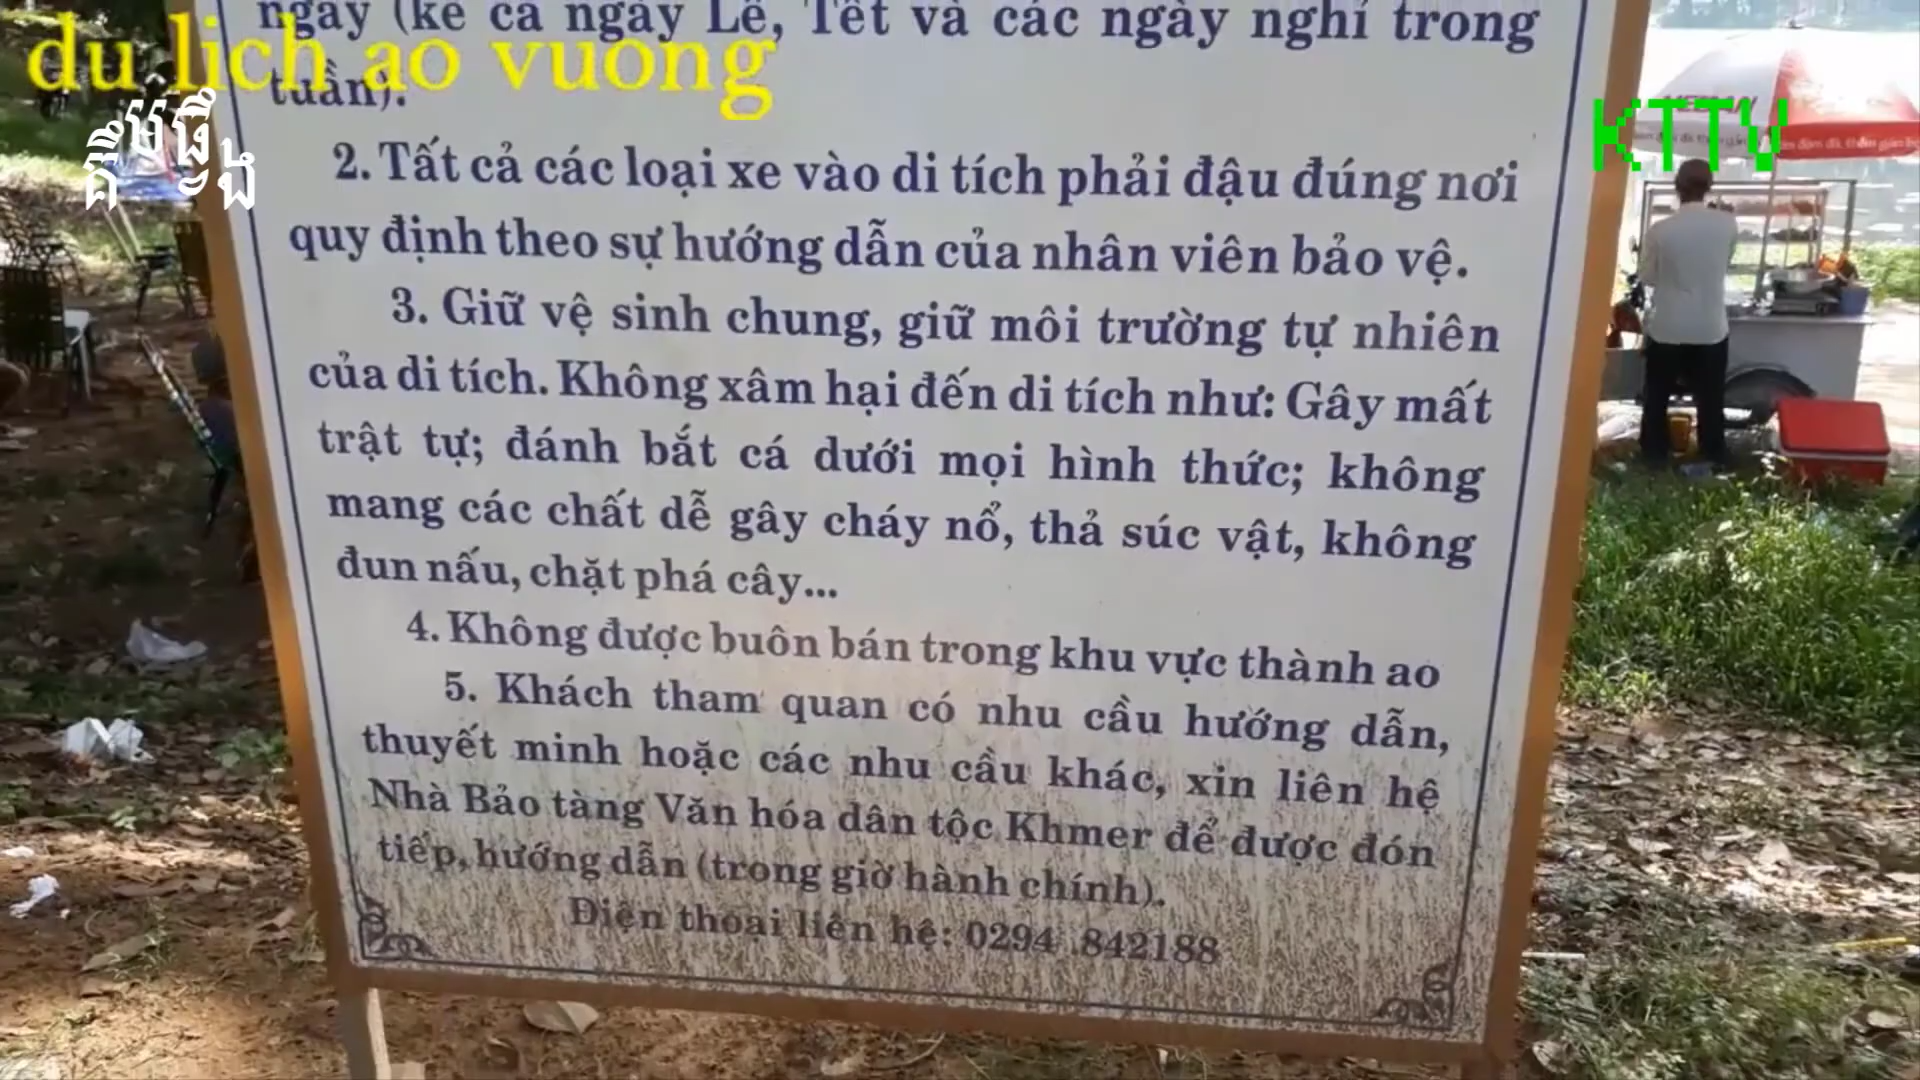 ngày (kể cả ngày Lễ, Tết và các ngày nghỉ trong
du lich ao vuong
tuần).
KTTV
2. Tất cả các loại xe vào di tích phải đậu đúng nơi
quy định theo sự hướng dẫn của nhân viên bảo vệ.
3. Giữ vệ sinh chung, giữ môi trường tự nhiên
của di tích. Không xâm hại đến di tích như: Gây mất
trật tự; đánh bắt cá dưới mọi hình thức; không
mang các chất dễ gây cháy nổ, thả súc vật, không
đun nấu, chặt phá cây...
4. Không được buôn bán trong khu vực thành ao
5. Khách tham quan có nhu cầu hướng dẫn,
thuyết minh hoặc các nhu cầu khác, xin liên hệ
Nhà Bảo tàng Văn hóa dân tộc Khmer để được đón
tiếp, hướng dẫn (trong giờ hành chính).
Điện thoại liên hệ: 0294 .842188